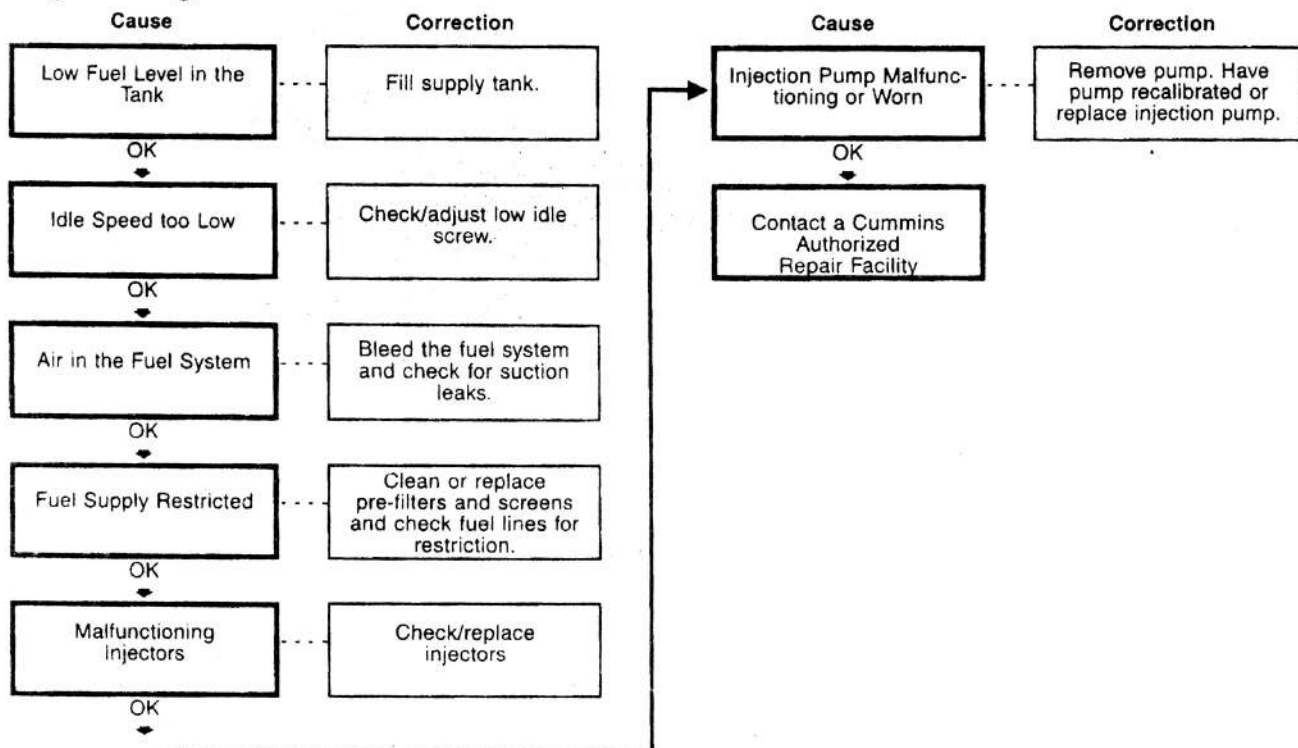 Cause
Correction
Low Fuel Level in the
Tank
Fill supply tank.
OK
Idle Speed too Low
Check/adjust low idle
screw.
OK
Air in the Fuel System
Bleed the fuel system
and check for suction
leaks.
OK
Fuel Supply Restricted
Clean or replace
pre-filters and screens
and check fuel lines for
restriction.
OK
Malfunctioning
Injectors
Check/replace
injectors
OK
Cause
Correction
Injection Pump Malfunc-
tioning or Worn
Remove pump. Have
pump recalibrated or
replace injection pump.
OK
Contact a Cummins
Authorized
Repair Facility